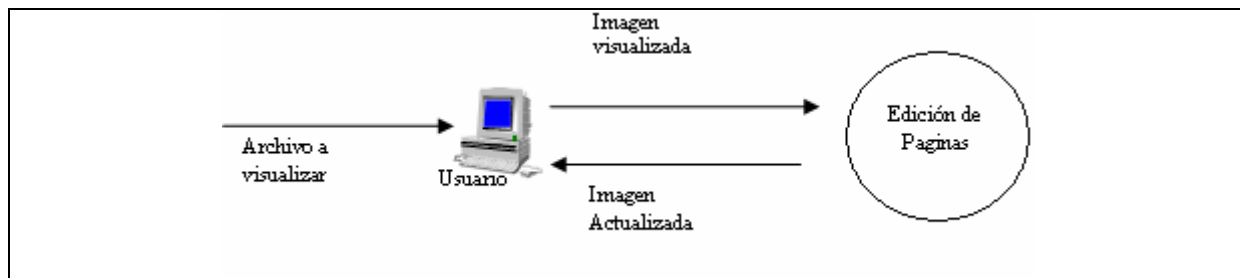 Imagen
visualizada
Edición de
Paginas
Archivo a
visualizar
Usuario
Imagen
Actualizada